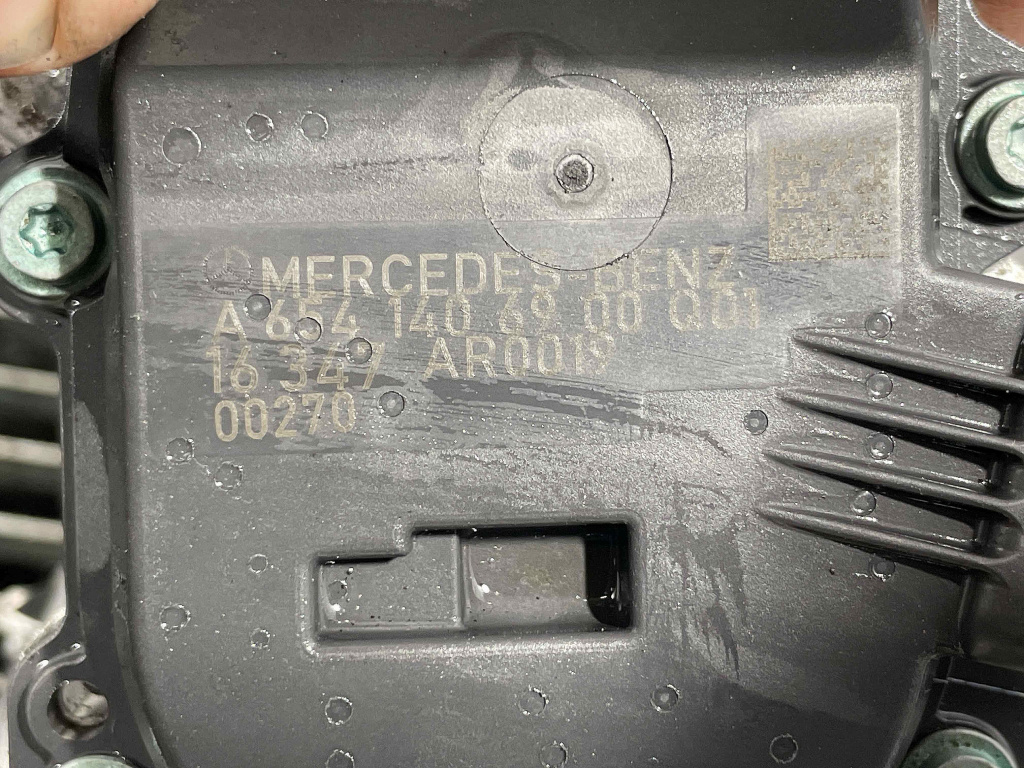 MERCEDES-BENZ
A 654 140 69 00 Q01
16 347 AR0019
00270